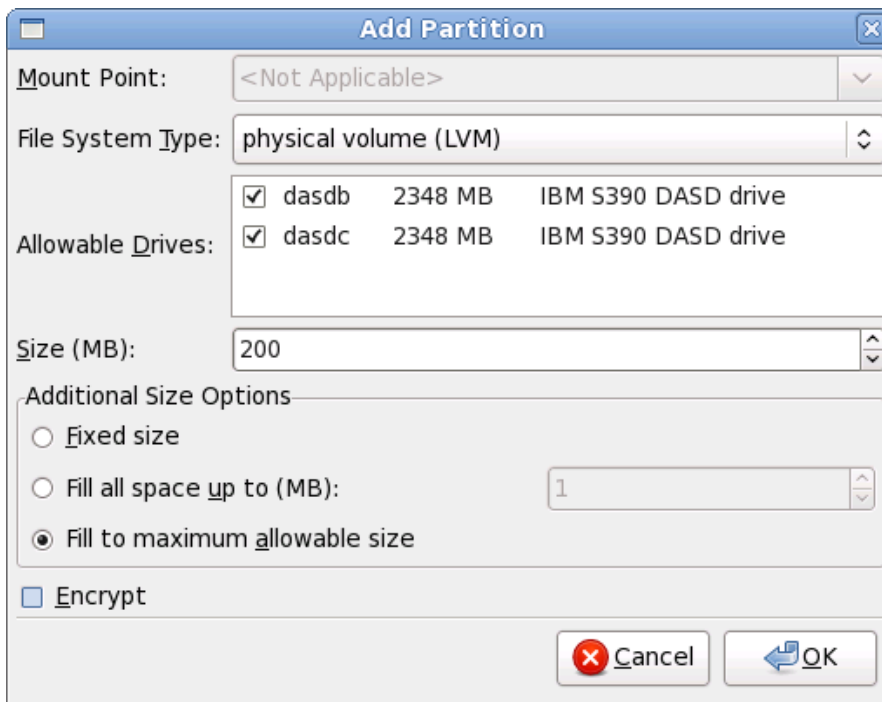 Add Partition
Mount Point: <Not Applicable>
File System Type: physical volume (LVM)
Allowable Drives:
dasdb 2348 MB IBM S390 DASD drive
dasdc 2348 MB IBM S390 DASD drive
Size (MB): 200
Additional Size Options
Fixed size
Fill all space up to (MB): 1
Fill to maximum allowable size
Encrypt
Cancel OK